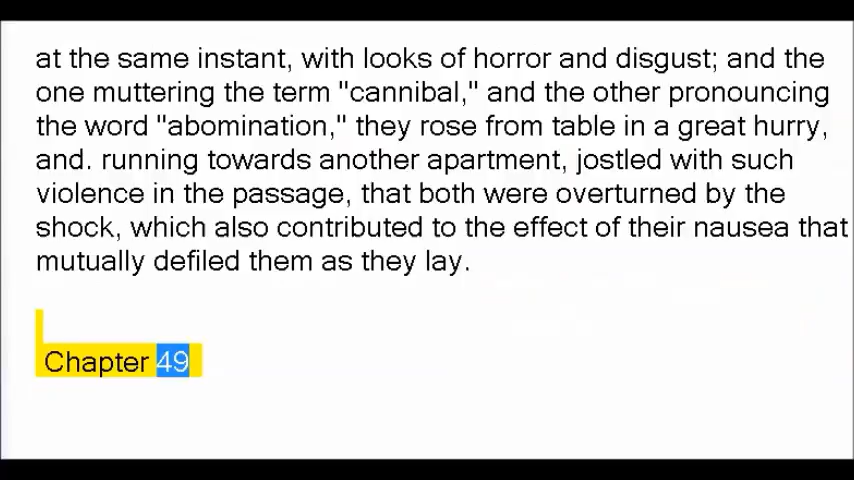 at the same instant, with looks of horror and disgust; and the
one muttering the term "cannibal," and the other pronouncing
the word "abomination," they rose from table in a great hurry,
and. running towards another apartment, jostled with such
violence in the passage, that both were overturned by the
shock, which also contributed to the effect of their nausea that
mutually defiled them as they lay.
Chapter 49